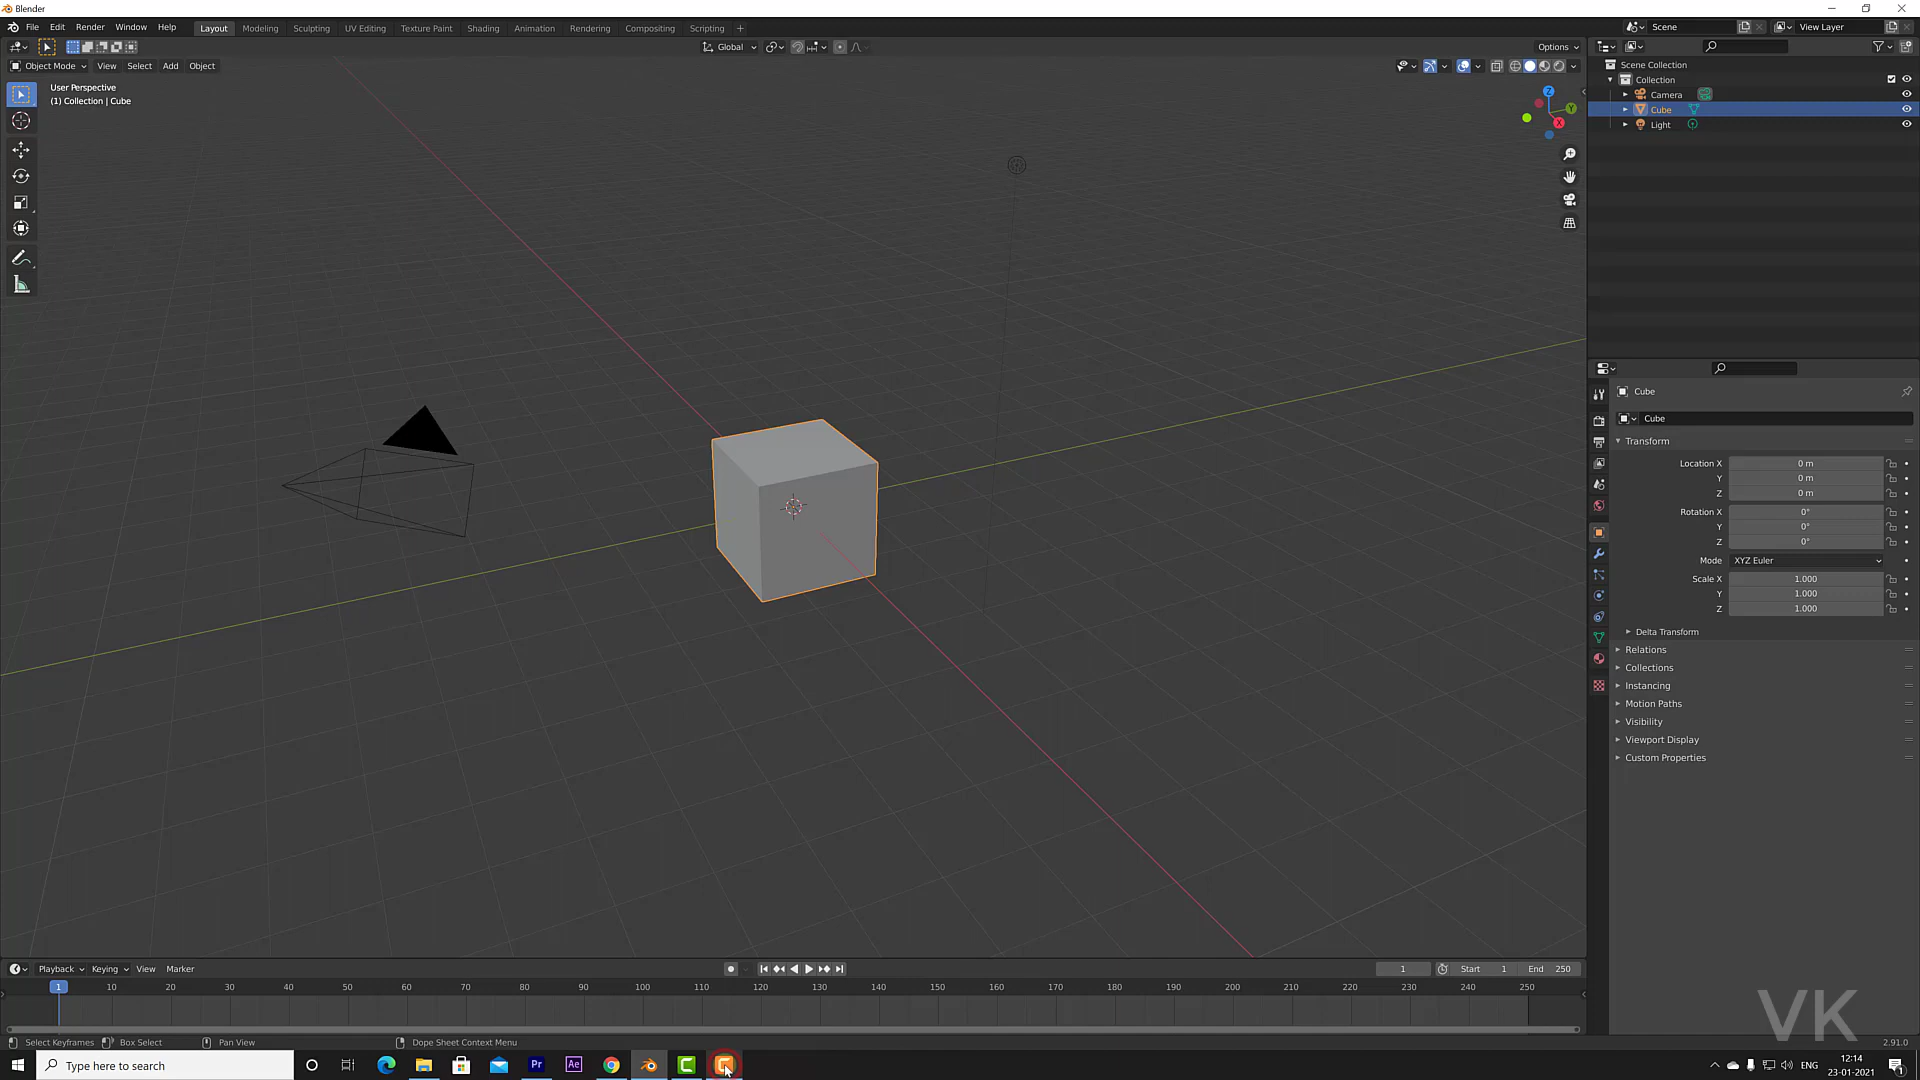 Blender
File Edit Render Window Help Layout Modeling Sculpting UV Editing Texture Paint Shading Animation Rendering Compositing Scripting + Scene View Layer
Global Options
Object Mode View Select Add Object
User Perspective
(1) Collection | Cube
Z
Y
X
Scene Collection
Collection
Camera
Cube
Light
Cube
Cube
Transform
Location X 0 m
Y 0 m
Z 0 m
Rotation X 0°
Y 0°
Z 0°
Mode XYZ Euler
Scale X 1.000
Y 1.000
Z 1.000
Delta Transform
Relations
Collections
Instancing
Motion Paths
Visibility
Viewport Display
Custom Properties
Playback Keying View Marker 1 Start 1 End 250
1 10 20 30 40 50 60 70 80 90 100 110 120 130 140 150 160 170 180 190 200 210 220 230 240 250
VK
Select Keyframes Box Select Pan View Dope Sheet Context Menu 2.91.0
Type here to search Pr Ae ENG 12:14
23-01-2021
1